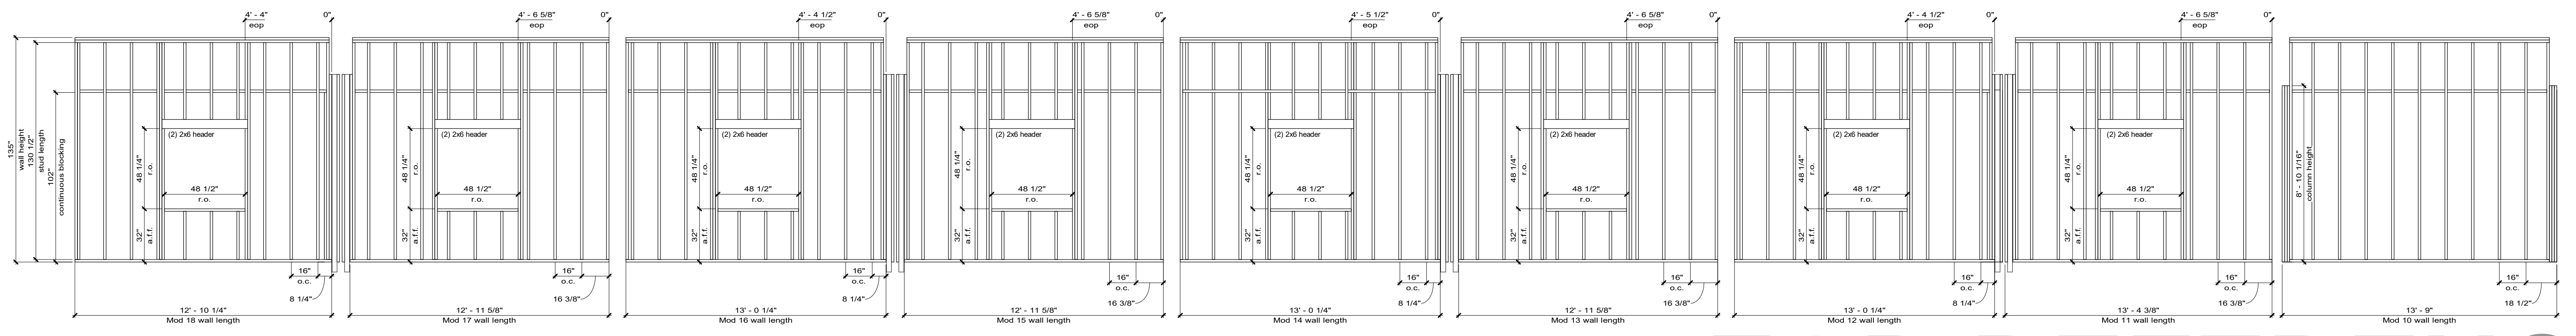 4' - 4"
eop
0"
4' - 6 5/8"
eop
0"
4' - 4 1/2"
eop
0"
4' - 6 5/8"
eop
0"
4' - 5 1/2"
eop
0"
4' - 6 5/8"
eop
0"
4' - 4 1/2"
eop
0"
4' - 6 5/8"
eop
0"
135"
wall height
130 1/2"
stud length
102"
continuous blocking
(2) 2x6 header
48 1/4"
r.o.
48 1/2"
r.o.
32"
a.f.f.
16"
o.c.
8 1/4"
12' - 10 1/4"
Mod 18 wall length
(2) 2x6 header
48 1/4"
r.o.
48 1/2"
r.o.
32"
a.f.f.
16"
o.c.
16 3/8"
12' - 11 5/8"
Mod 17 wall length
(2) 2x6 header
48 1/4"
r.o.
48 1/2"
r.o.
32"
a.f.f.
16"
o.c.
8 1/4"
13' - 0 1/4"
Mod 16 wall length
(2) 2x6 header
48 1/4"
r.o.
48 1/2"
r.o.
32"
a.f.f.
16"
o.c.
16 3/8"
12' - 11 5/8"
Mod 15 wall length
(2) 2x6 header
48 1/4"
r.o.
48 1/2"
r.o.
32"
a.f.f.
16"
o.c.
8 1/4"
13' - 0 1/4"
Mod 14 wall length
(2) 2x6 header
48 1/4"
r.o.
48 1/2"
r.o.
32"
a.f.f.
16"
o.c.
16 3/8"
12' - 11 5/8"
Mod 13 wall length
(2) 2x6 header
48 1/4"
r.o.
48 1/2"
r.o.
32"
a.f.f.
16"
o.c.
8 1/4"
13' - 0 1/4"
Mod 12 wall length
(2) 2x6 header
48 1/4"
r.o.
48 1/2"
r.o.
32"
a.f.f.
16"
o.c.
16 3/8"
13' - 4 3/8"
Mod 11 wall length
8' - 10 1/16"
column height
16"
o.c.
18 1/2"
13' - 9"
Mod 10 wall length